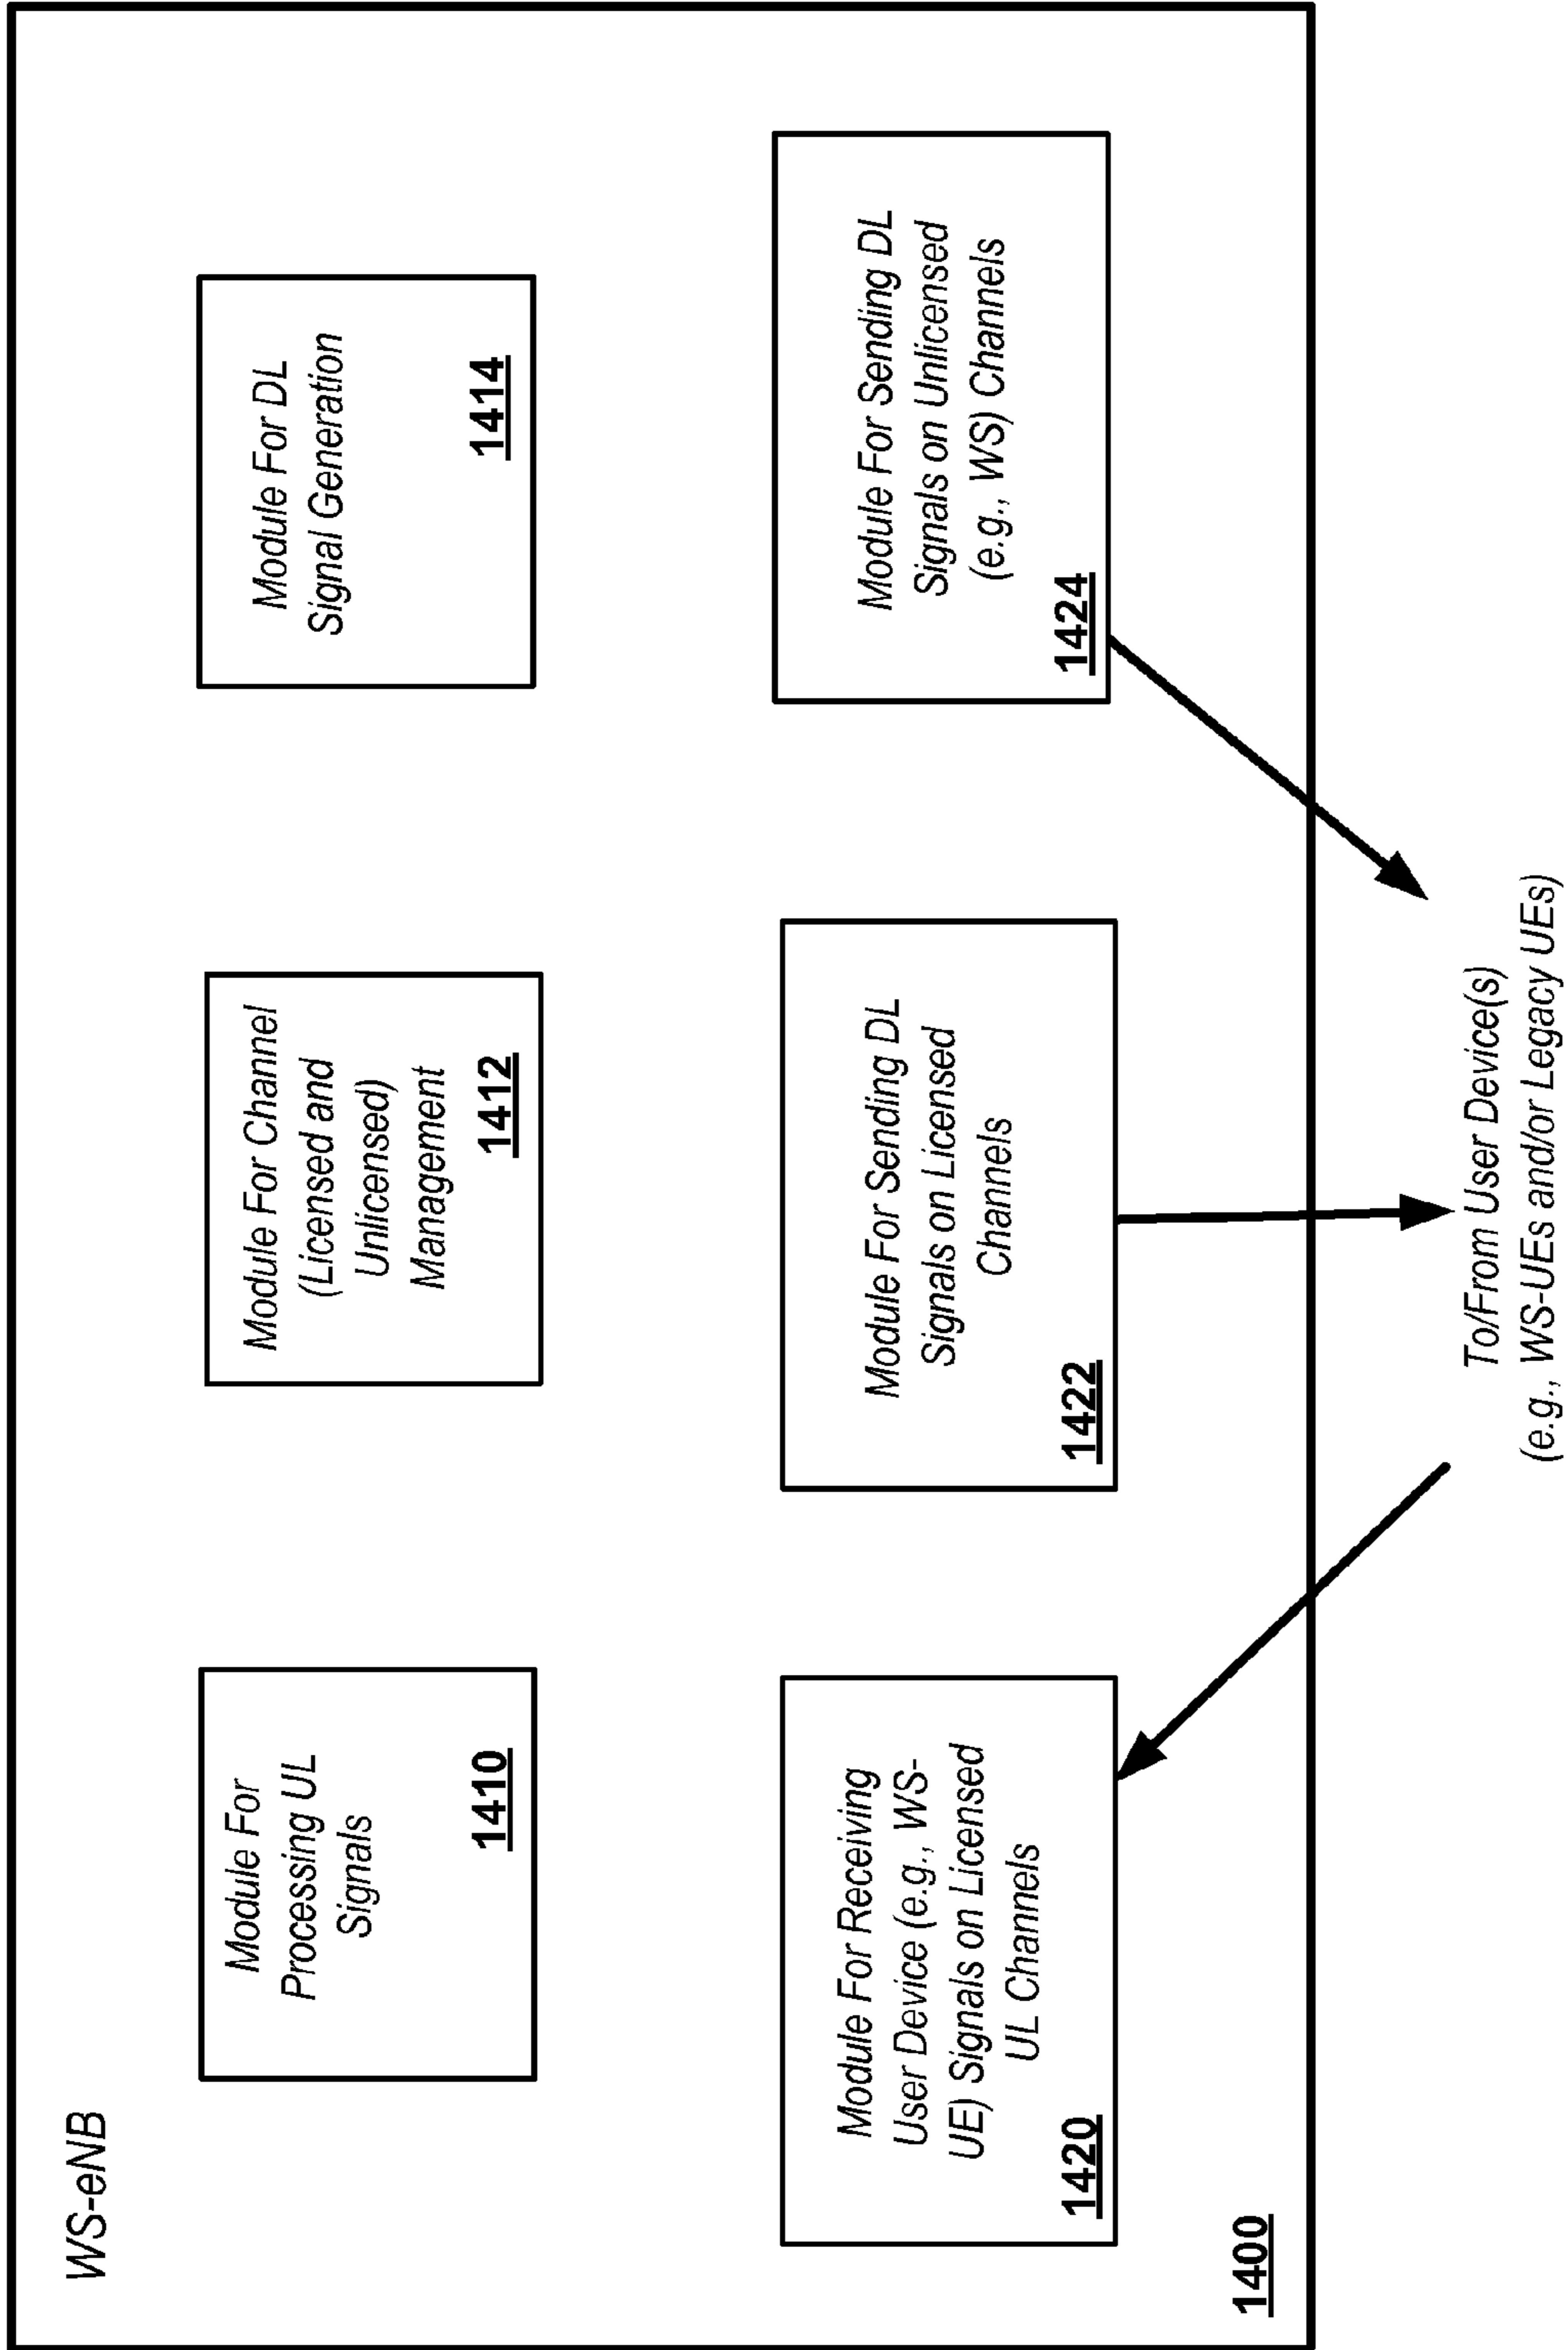 WS-eNB
Module For
Processing UL
Signals
1410
Module For Channel
(Licensed and
Unlicensed)
Management
1412
Module For DL
Signal Generation
1414
Module For Receiving
User Device (e.g., WS-
UE) Signals on Licensed
UL Channels
1420
Module For Sending DL
Signals on Licensed
Channels
1422
Module For Sending DL
Signals on Unlicensed
(e.g., WS) Channels
1424
1400
To/From User Device(s)
(e.g., WS-UEs and/or Legacy UEs)